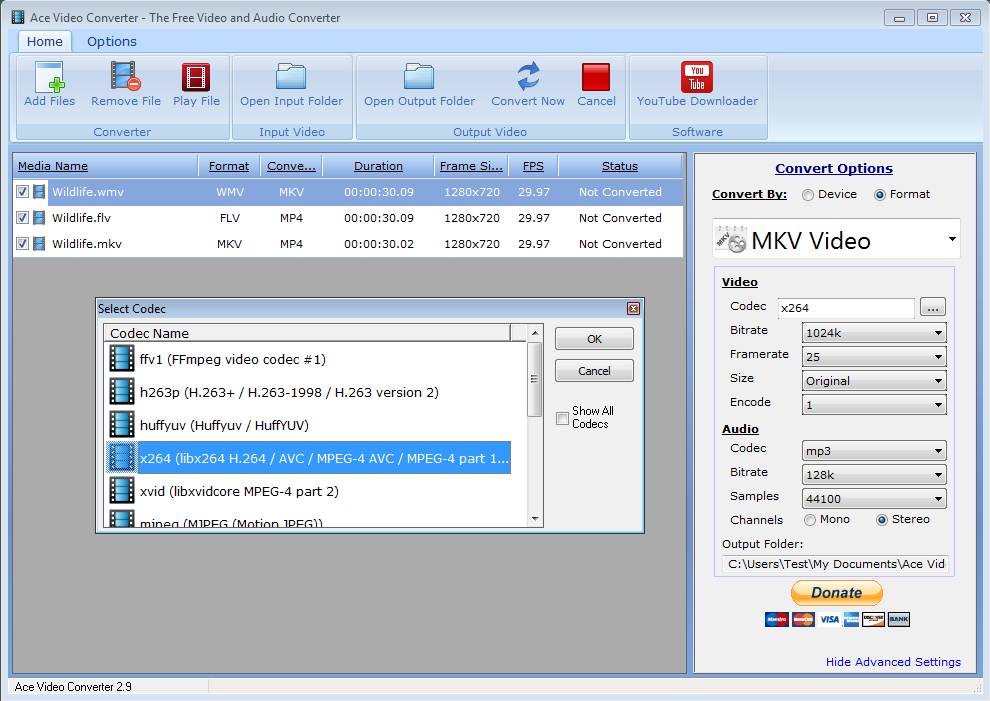 Ace Video Converter - The Free Video and Audio Converter
Home Options
Add Files Remove File Play File Open Input Folder Open Output Folder Convert Now Cancel You Tube YouTube Downloader
Converter Input Video Output Video Software
Media Name Format Conve... Duration Frame Si... FPS Status
Wildlife.wmv WMV MKV 00:00:30.09 1280x720 29.97 Not Converted
Wildlife.flv FLV MP4 00:00:30.09 1280x720 29.97 Not Converted
Wildlife.mkv MKV MP4 00:00:30.02 1280x720 29.97 Not Converted
Select Codec
Codec Name
ffv1 (FFmpeg video codec #1)
h263p (H.263+ / H.263-1998 / H.263 version 2)
huffyuv (Huffyuv / HuffYUV)
x264 (libx264 H.264 / AVC / MPEG-4 AVC / MPEG-4 part 1...
xvid (libxvidcore MPEG-4 part 2)
mjpeg (MJPEG (Motion JPEG))
OK
Cancel
Show All
Codecs
Convert Options
Convert By: Device Format
MKV MKV Video
Video
Codec x264 ...
Bitrate 1024k
Framerate 25
Size Original
Encode 1
Audio
Codec mp3
Bitrate 128k
Samples 44100
Channels Mono Stereo
Output Folder:
C:\Users\Test\My Documents\Ace Vid
Donate
Maestro MasterCard VISA DISCOVER BANK
Hide Advanced Settings
Ace Video Converter 2.9